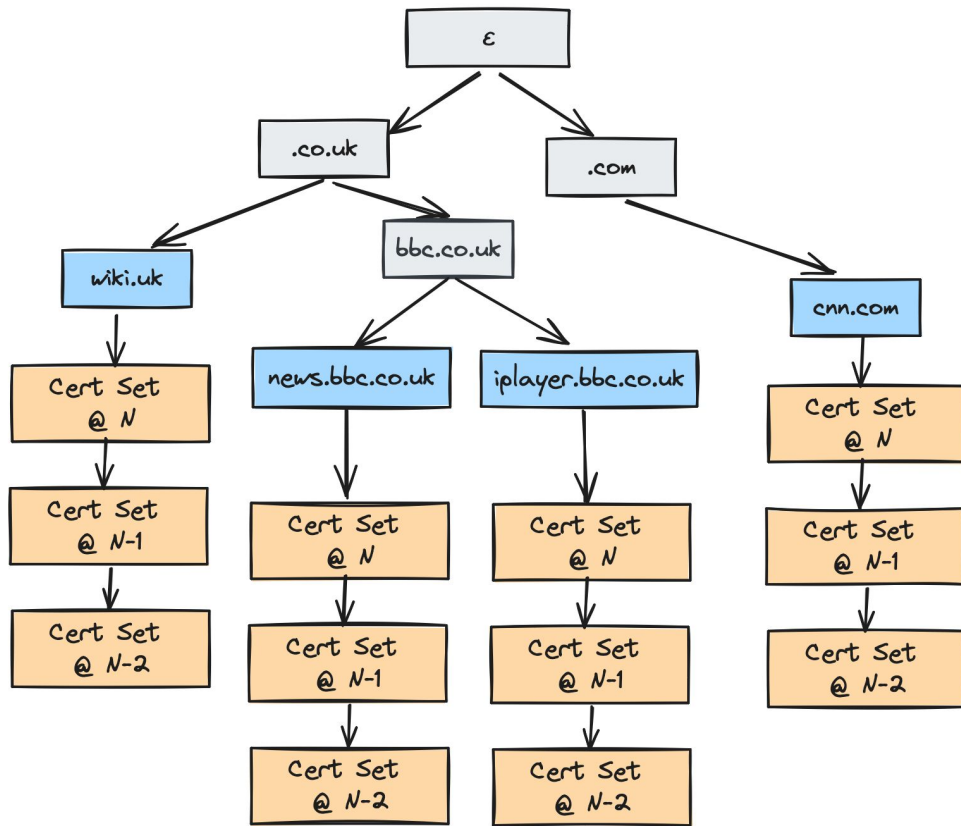 ε
.co.uk
.com
bbc.co.uk
wiki.uk
cnn.com
news.bbc.co.uk
iplayer.bbc.co.uk
Cert Set
@ N
Cert Set
@ N-1
Cert Set
@ N-2
Cert Set
@ N
Cert Set
@ N-1
Cert Set
@ N-2
Cert Set
@ N
Cert Set
@ N-1
Cert Set
@ N-2
Cert Set
@ N
Cert Set
@ N-1
Cert Set
@ N-2